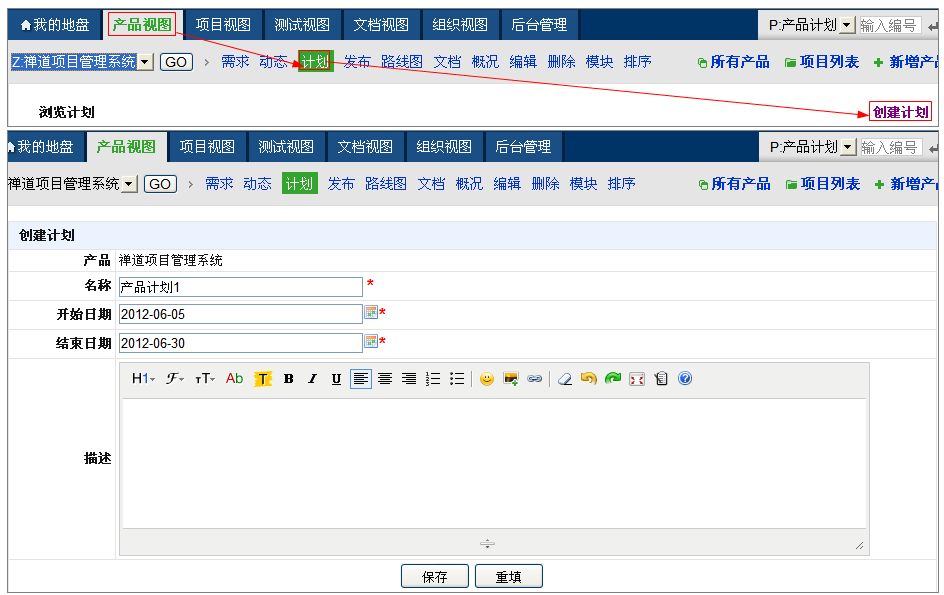 我的地盘 产品视图 项目视图 测试视图 文档视图 组织视图 后台管理 P:产品计划 输入编号
Z:禅道项目管理系统 GO › 需求 动态 计划 发布 路线图 文档 概况 编辑 删除 模块 排序 所有产品 项目列表 新增产品
浏览计划 创建计划
我的地盘 产品视图 项目视图 测试视图 文档视图 组织视图 后台管理 P:产品计划 输入编号
禅道项目管理系统 GO › 需求 动态 计划 发布 路线图 文档 概况 编辑 删除 模块 排序 所有产品 项目列表 新增产品
创建计划
产品 禅道项目管理系统
名称 产品计划1 *
开始日期 2012-06-05 *
结束日期 2012-06-30 *
H1 F TT Ab T B I U
描述
保存 重填